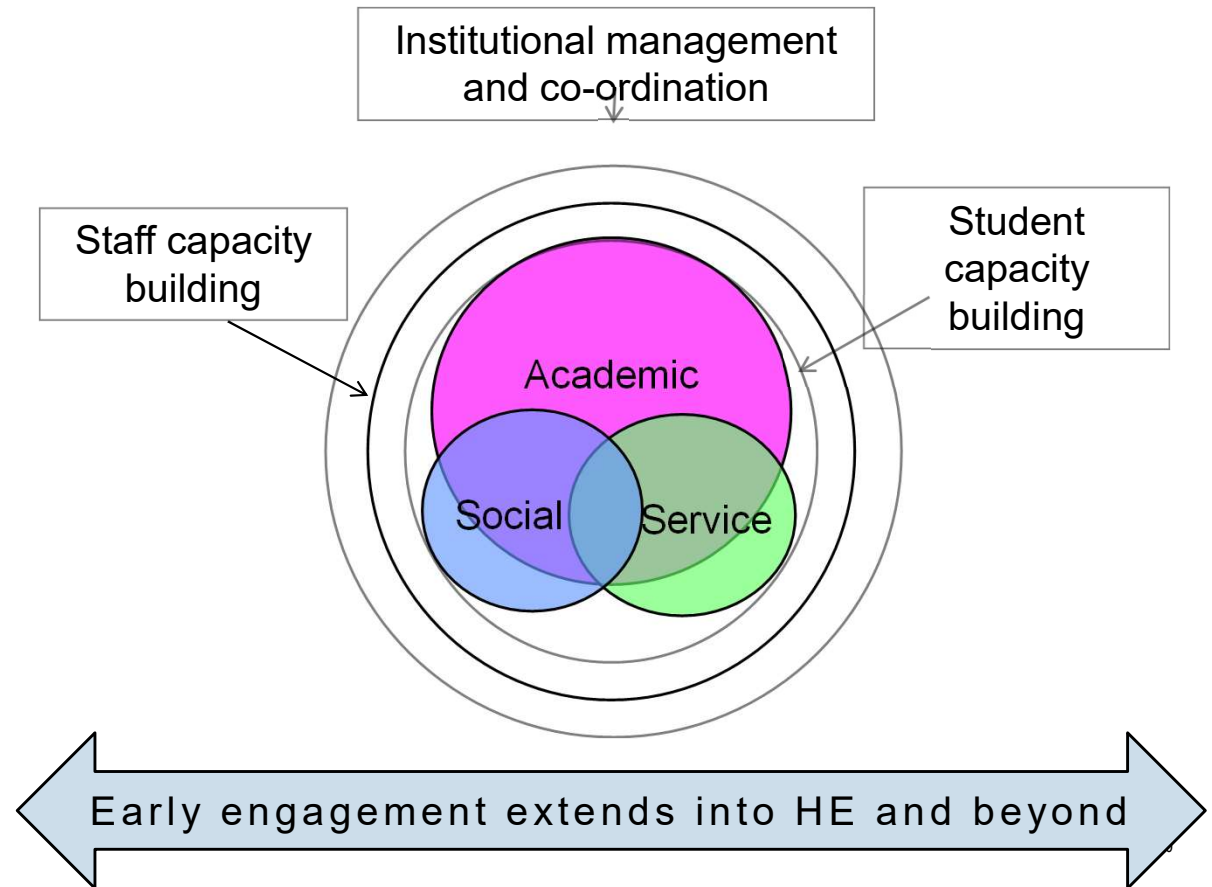 Institutional management
and co-ordination
Staff capacity
building
Student
capacity
building
Academic
Social
Service
Early engagement extends into HE and beyond